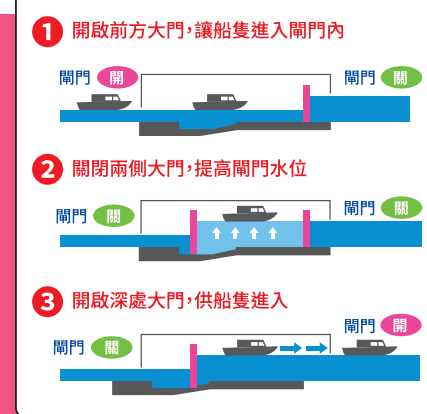 1 開啟前方大門，讓船隻進入閘門內
閘門 開
閘門 關
2 關閉兩側大門，提高閘門水位
閘門 關
閘門 關
3 開啟深處大門，供船隻進入
閘門 開
閘門 關